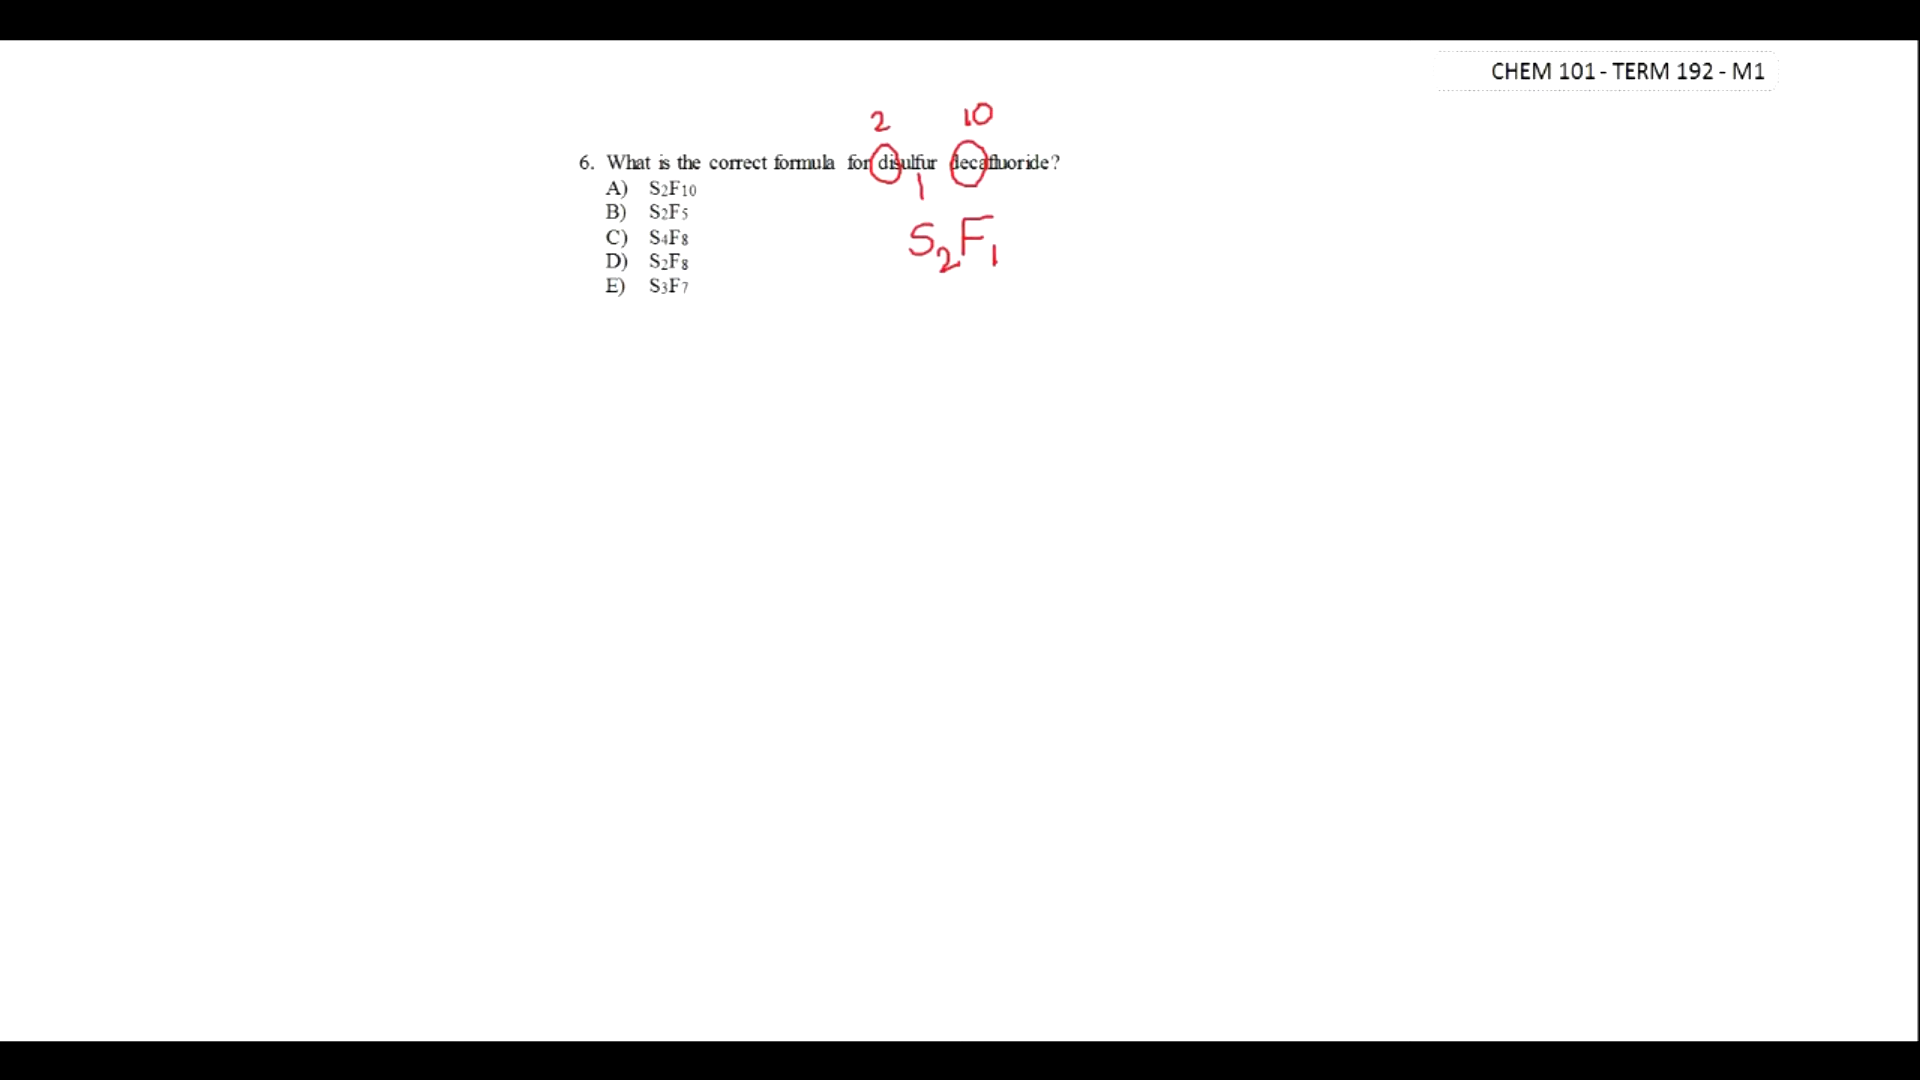 CHEM 101 - TERM 192 - M1
2 10
6. What is the correct formula for disulfur decafluoride?
A) S2F10
1
B) S2F5
C) S4F8
S2F1
D) S2F8
E) S3F7